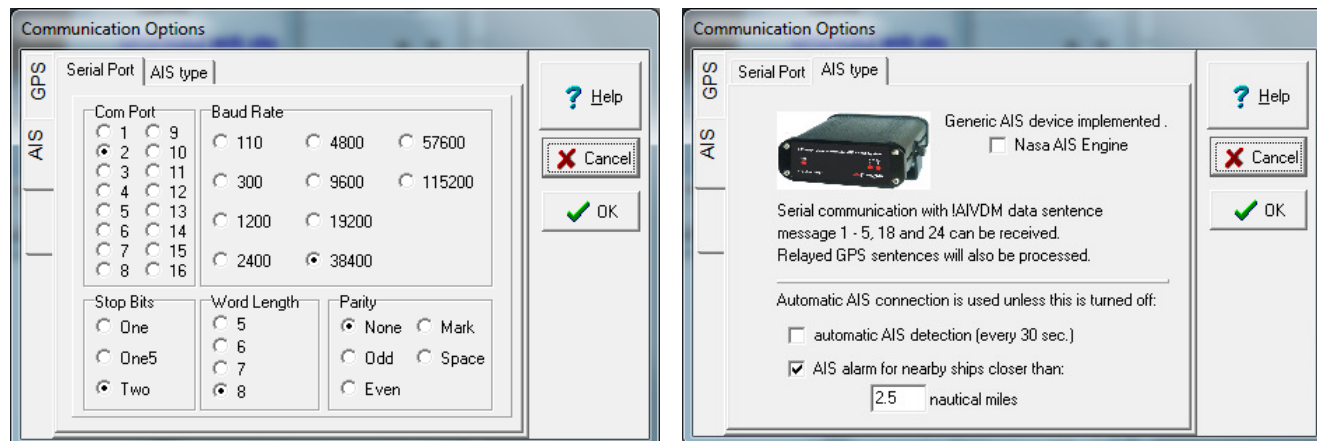 Communication Options
GPS
AIS
Serial Port AIS type
Com Port
1 9
2 10
3 11
4 12
5 13
6 14
7 15
8 16
Baud Rate
110 4800 57600
300 9600 115200
1200 19200
2400 38400
Stop Bits
One
One5
Two
Word Length
5
6
7
8
Parity
None Mark
Odd Space
Even
? Help
Cancel
OK
Communication Options
GPS
AIS
Serial Port AIS type
Generic AIS device implemented .
Nasa AIS Engine
Serial communication with !AIVDM data sentence
message 1 - 5, 18 and 24 can be received.
Relayed GPS sentences will also be processed.
Automatic AIS connection is used unless this is turned off:
automatic AIS detection (every 30 sec.)
AIS alarm for nearby ships closer than:
2.5 nautical miles
? Help
Cancel
OK